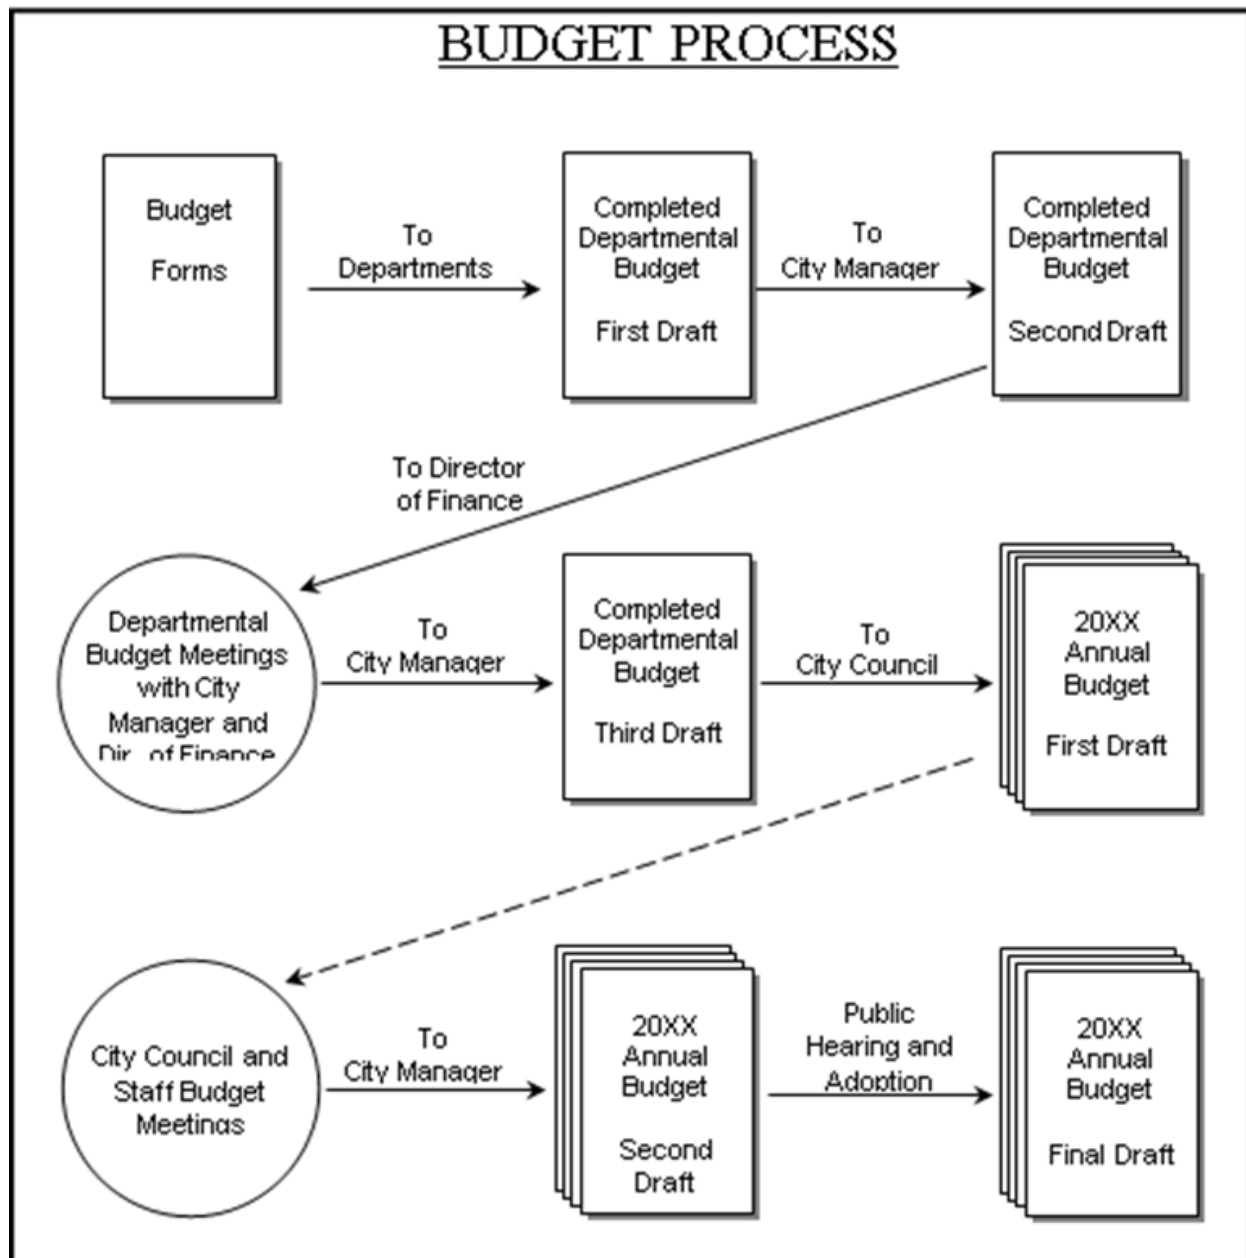 BUDGET PROCESS
Budget
Forms
To
Departments
Completed
Departmental
Budget
First Draft
To
City Manager
Completed
Departmental
Budget
Second Draft
To Director
of Finance
Departmental
Budget Meetings
with City
Manager and
Dir. of Finance
To
City Manager
Completed
Departmental
Budget
Third Draft
To
City Council
20XX
Annual
Budget
First Draft
City Council and
Staff Budget
Meetings
To
City Manager
20XX
Annual
Budget
Second
Draft
Public
Hearing and
Adoption
20XX
Annual
Budget
Final Draft